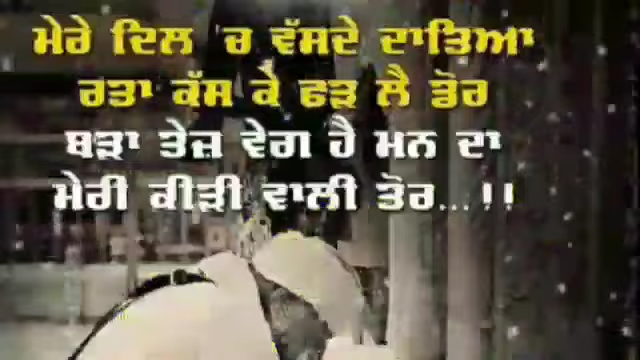 ਮੇਰੇ ਦਿਲ 'ਚ ਵੱਸਦੇ ਦਾਤਿਆ
ਰਤਾ ਕੱਸ ਕੇ ਫੜ ਲੈ ਡੋਰ
ਬੜਾ ਤੇਜ਼ ਵੇਗ ਹੈ ਮਨ ਦਾ
ਮੇਰੀ ਕੀੜੀ ਵਾਲੀ ਤੋਰ...!!